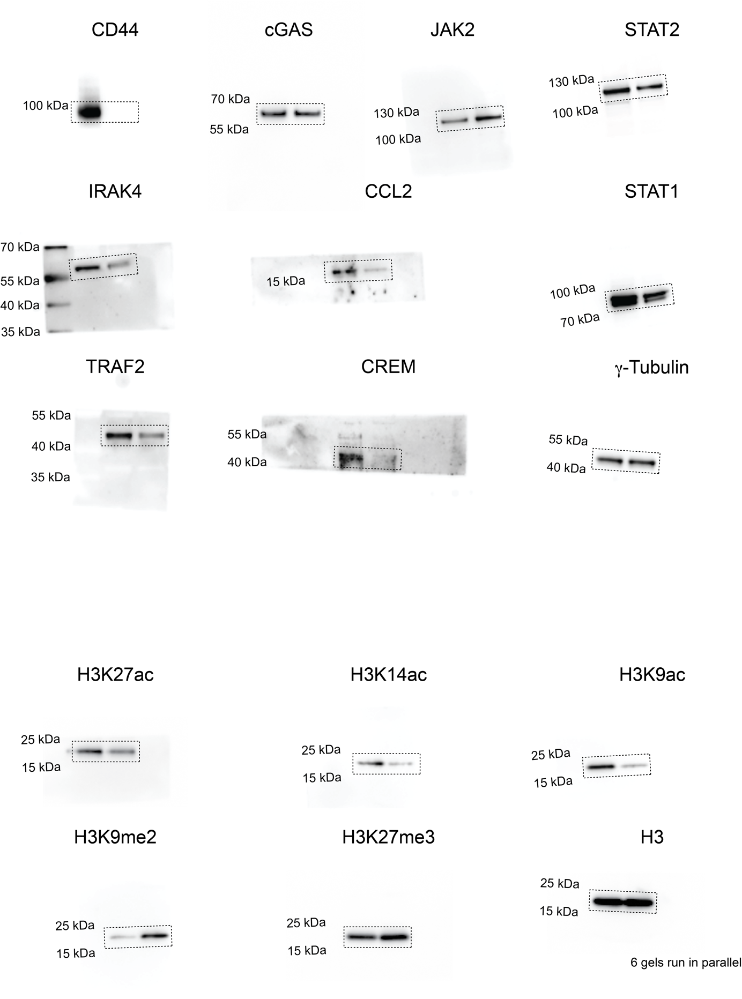 CD44
cGAS
JAK2
STAT2
100 kDa
70 kDa
55 kDa
130 kDa
100 kDa
130 kDa
100 kDa
IRAK4
CCL2
STAT1
70 kDa
55 kDa
40 kDa
35 kDa
15 kDa
100 kDa
70 kDa
TRAF2
CREM
γ-Tubulin
55 kDa
40 kDa
35 kDa
55 kDa
40 kDa
55 kDa
40 kDa
H3K27ac
H3K14ac
H3K9ac
25 kDa
15 kDa
25 kDa
15 kDa
25 kDa
15 kDa
H3K9me2
H3K27me3
H3
25 kDa
15 kDa
25 kDa
15 kDa
25 kDa
15 kDa
6 gels run in parallel